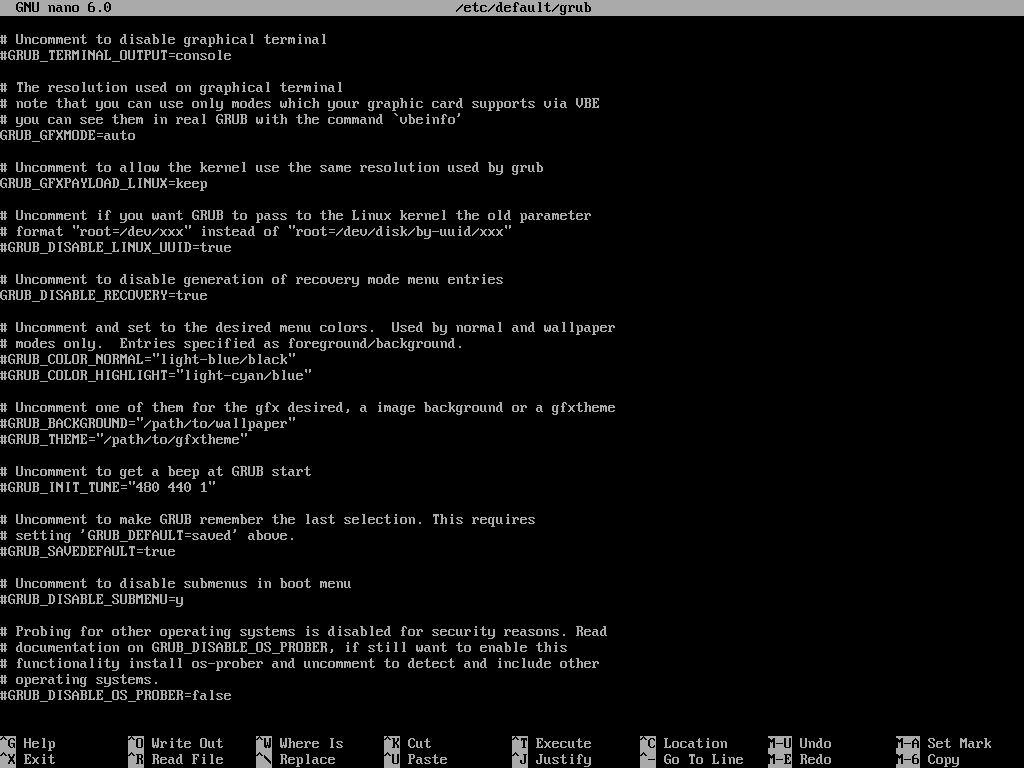 GNU nano 6.0 /etc/default/grub
# Uncomment to disable graphical terminal
#GRUB_TERMINAL_OUTPUT=console
# The resolution used on graphical terminal
# note that you can use only modes which your graphic card supports via VBE
# you can see them in real GRUB with the command `vbeinfo'
GRUB_GFXMODE=auto
# Uncomment to allow the kernel use the same resolution used by grub
GRUB_GFXPAYLOAD_LINUX=keep
# Uncomment if you want GRUB to pass to the Linux kernel the old parameter
# format "root=/dev/xxx" instead of "root=/dev/disk/by-uuid/xxx"
#GRUB_DISABLE_LINUX_UUID=true
# Uncomment to disable generation of recovery mode menu entries
GRUB_DISABLE_RECOVERY=true
# Uncomment and set to the desired menu colors.  Used by normal and wallpaper
# modes only.  Entries specified as foreground/background.
#GRUB_COLOR_NORMAL="light-blue/black"
#GRUB_COLOR_HIGHLIGHT="light-cyan/blue"
# Uncomment one of them for the gfx desired, a image background or a gfxtheme
#GRUB_BACKGROUND="/path/to/wallpaper"
#GRUB_THEME="/path/to/gfxtheme"
# Uncomment to get a beep at GRUB start
#GRUB_INIT_TUNE="480 440 1"
# Uncomment to make GRUB remember the last selection. This requires
# setting 'GRUB_DEFAULT=saved' above.
#GRUB_SAVEDEFAULT=true
# Uncomment to disable submenus in boot menu
#GRUB_DISABLE_SUBMENU=y
# Probing for other operating systems is disabled for security reasons. Read
# documentation on GRUB_DISABLE_OS_PROBER, if still want to enable this
# functionality install os-prober and uncomment to detect and include other
# operating systems.
#GRUB_DISABLE_OS_PROBER=false
^G Help ^O Write Out ^W Where Is ^K Cut ^T Execute ^C Location M-U Undo M-A Set Mark
^X Exit ^R Read File ^\ Replace ^U Paste ^J Justify ^- Go To Line M-E Redo M-6 Copy